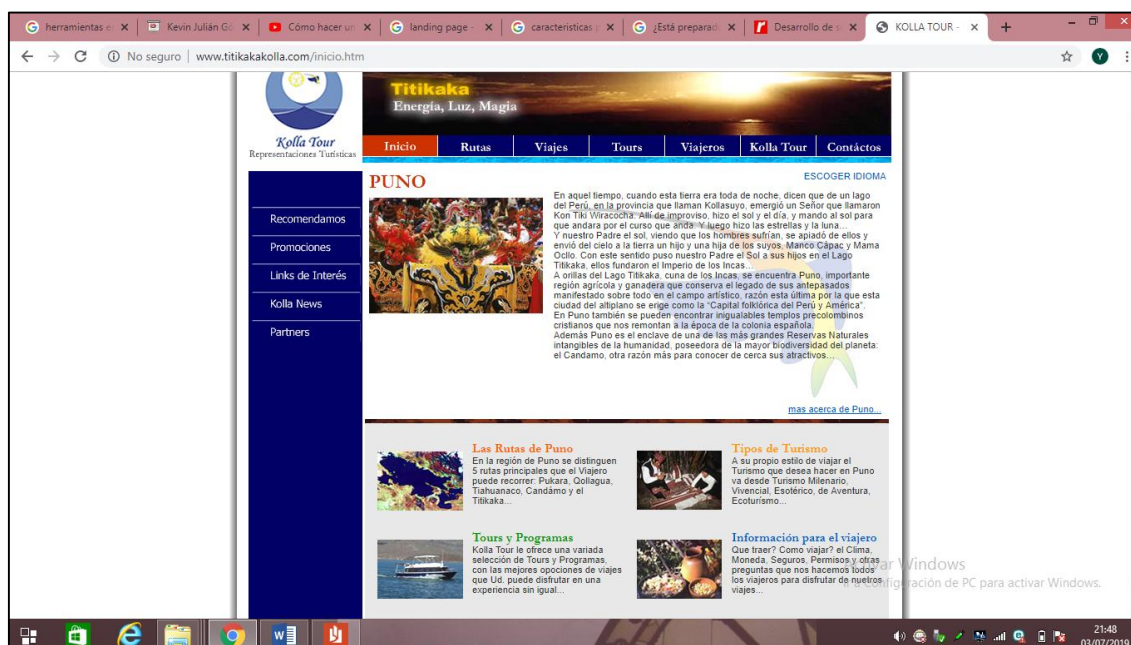 herramientas e
Kevin Julián Gó
Cómo hacer un
landing page -
caracteristicas
¿Está preparado
Desarrollo de s
KOLLA TOUR -
No seguro | www.titikakakolla.com/inicio.htm
Y
Titikaka
Energía, Luz, Magia
Kolla Tour
Representaciones Turísticas
Inicio Rutas Viajes Tours Viajeros Kolla Tour Contáctos
ESCOGER IDIOMA
Recomendamos
Promociones
Links de Interés
Kolla News
Partners
PUNO
En aquel tiempo, cuando esta tierra era toda de noche, dicen que de un lago
del Perú, en la provincia que llaman Kollasuyo, emergió un Señor que llamaron
Kon Tiki Wiracocha. Allí de improviso, hizo el sol y el día, y mando al sol para
que andara por el curso que anda. Y luego hizo las estrellas y la luna...
Y nuestro Padre el sol, viendo que los hombres sufrían, se apiadó de ellos y
envió del cielo a la tierra un hijo y una hija de los suyos, Manco Cápac y Mama
Ocllo. Con este sentido puso nuestro Padre el Sol a sus hijos en el Lago
Titikaka, ellos fundaron el Imperio de los Incas...
A orillas del Lago Titikaka, cuna de los Incas, se encuentra Puno, importante
región agrícola y ganadera que conserva el legado de sus antepasados
manifestado sobre todo en el campo artístico, razón esta última por la que esta
ciudad del altiplano se erige como la "Capital folklórica del Perú y América".
En Puno también se pueden encontrar inigualables templos precolombinos
cristianos que nos remontan a la época de la colonia española.
Además Puno es el enclave de una de las más grandes Reservas Naturales
intangibles de la humanidad, poseedora de la mayor biodiversidad del planeta:
el Candamo, otra razón más para conocer de cerca sus atractivos...
mas acerca de Puno...
Las Rutas de Puno
En la región de Puno se distinguen
5 rutas principales que el Viajero
puede recorrer: Pukara, Qollagua,
Tiahuanaco, Candámo y el
Titikaka...
Tipos de Turismo
A su propio estilo de viajar el
Turismo que desea hacer en Puno
va desde Turismo Milenario,
Vivencial, Esotérico, de Aventura,
Ecoturísmo...
Tours y Programas
Kolla Tour le ofrece una variada
selección de Tours y Programas,
con las mejores opociones de viajes
que Ud. puede disfrutar en una
experiencia sin igual...
Información para el viajero
Que traer? Como viajar? el Clima,
Moneda, Seguros, Permisos y otras
preguntas que nos hacemos todos
los viajeros para disfrutar de nuetros
viajes...
Windows
de PC para activar Windows.
21:48
03/07/2019